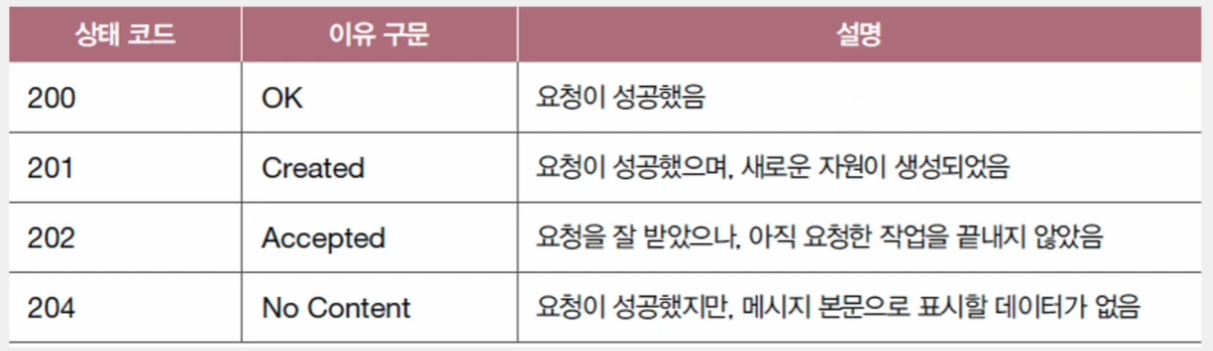 상태 코드 이유 구문 설명
200 OK 요청이 성공했음
201 Created 요청이 성공했으며, 새로운 자원이 생성되었음
202 Accepted 요청을 잘 받았으나, 아직 요청한 작업을 끝내지 않았음
204 No Content 요청이 성공했지만, 메시지 본문으로 표시할 데이터가 없음